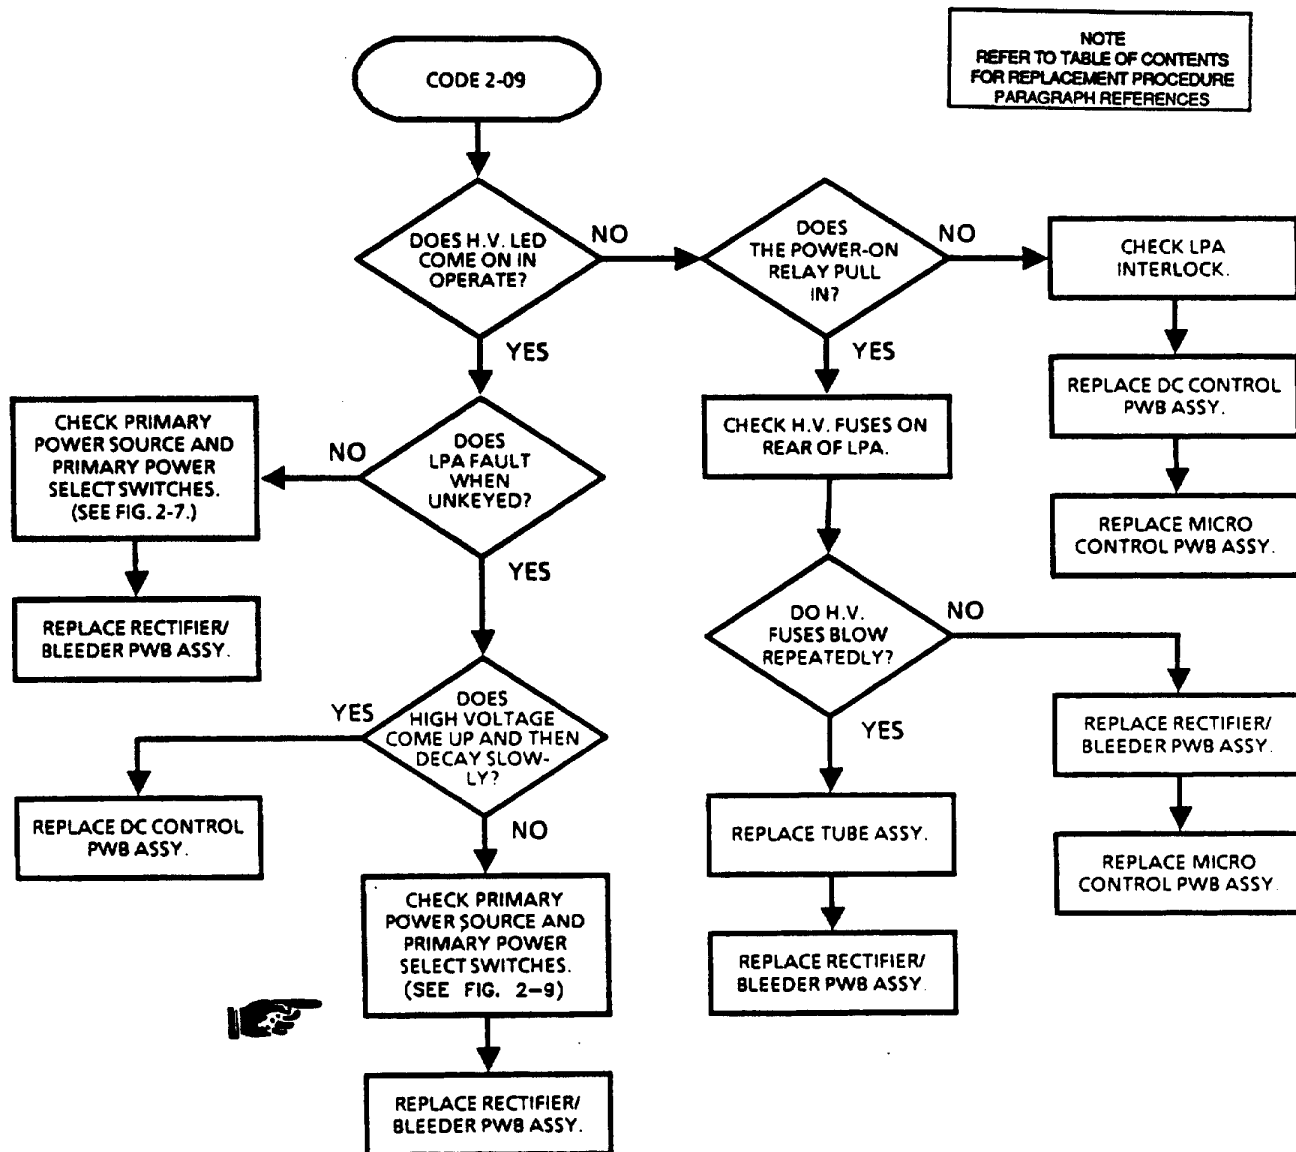 NOTE
REFER TO TABLE OF CONTENTS
FOR REPLACEMENT PROCEDURE
PARAGRAPH REFERENCES
CODE 2-09
DOES H.V. LED
COME ON IN
OPERATE?
NO
YES
DOES
THE POWER-ON
RELAY PULL
IN?
NO
YES
CHECK LPA
INTERLOCK.
REPLACE DC CONTROL
PWB ASSY.
REPLACE MICRO
CONTROL PWB ASSY.
DOES
LPA FAULT
WHEN
UNKEYED?
NO
YES
CHECK PRIMARY
POWER SOURCE AND
PRIMARY POWER
SELECT SWITCHES.
(SEE FIG. 2-7.)
REPLACE RECTIFIER/
BLEEDER PWB ASSY.
CHECK H.V. FUSES ON
REAR OF LPA.
DO H.V.
FUSES BLOW
REPEATEDLY?
NO
YES
REPLACE RECTIFIER/
BLEEDER PWB ASSY.
REPLACE MICRO
CONTROL PWB ASSY.
REPLACE TUBE ASSY.
REPLACE RECTIFIER/
BLEEDER PWB ASSY.
DOES
HIGH VOLTAGE
COME UP AND THEN
DECAY SLOW-
LY?
YES
NO
REPLACE DC CONTROL
PWB ASSY.
CHECK PRIMARY
POWER SOURCE AND
PRIMARY POWER
SELECT SWITCHES.
(SEE FIG. 2-9)
REPLACE RECTIFIER/
BLEEDER PWB ASSY.